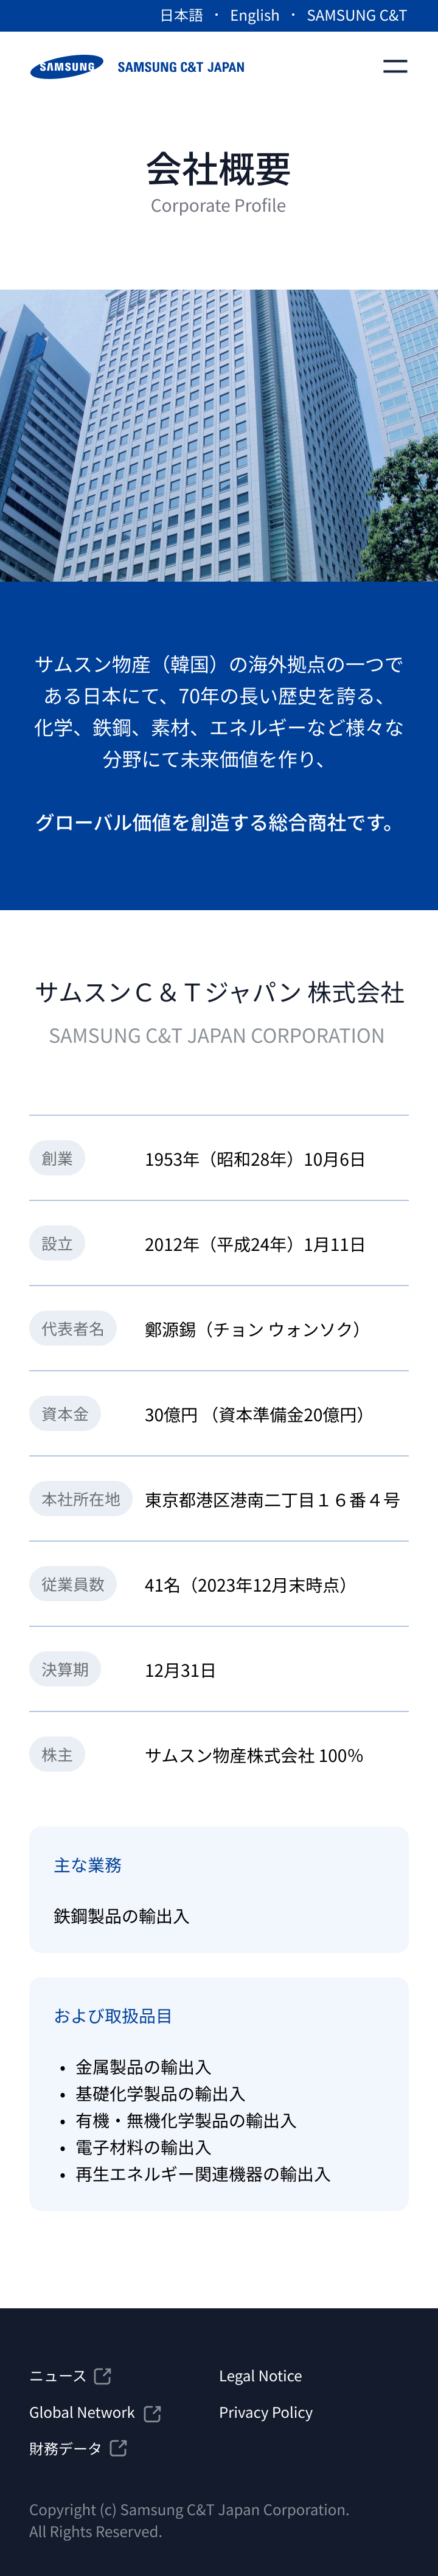 日本語 ・ English ・ SAMSUNG C&T
SAMSUNG SAMSUNG C&T JAPAN
会社概要
Corporate Profile
サムスン物産（韓国）の海外拠点の一つで
ある日本にて、70年の長い歴史を誇る、
化学、鉄鋼、素材、エネルギーなど様々な
分野にて未来価値を作り、
グローバル価値を創造する総合商社です。
サムスンＣ＆Ｔジャパン 株式会社
SAMSUNG C&T JAPAN CORPORATION
創業 1953年（昭和28年）10月6日
設立 2012年（平成24年）1月11日
代表者名 鄭源錫（チョン ウォンソク）
資本金 30億円 （資本準備金20億円）
本社所在地 東京都港区港南二丁目１６番４号
従業員数 41名（2023年12月末時点）
決算期 12月31日
株主 サムスン物産株式会社 100%
主な業務
鉄鋼製品の輸出入
および取扱品目
• 金属製品の輸出入
• 基礎化学製品の輸出入
• 有機・無機化学製品の輸出入
• 電子材料の輸出入
• 再生エネルギー関連機器の輸出入
ニュース Legal Notice
Global Network Privacy Policy
財務データ
Copyright (c) Samsung C&T Japan Corporation.
All Rights Reserved.